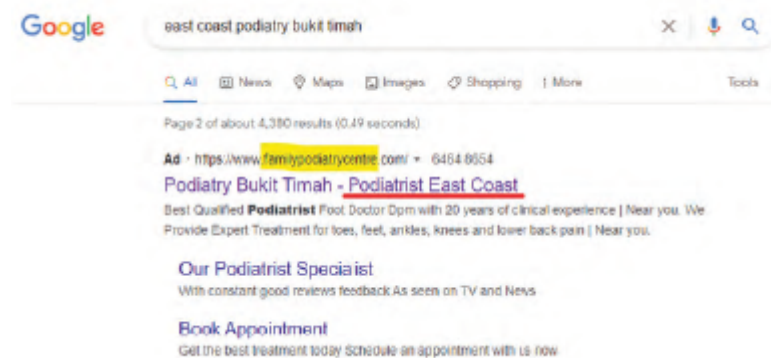 Google
east coast podiatry bukit timah
All News Maps Images Shopping More Tools
Page 2 of about 4,380 results (0.49 seconds)
Ad · https://www.familypodiatrycentre.com/ 6464 8654
Podiatry Bukit Timah - Podiatrist East Coast
Best Qualified Podiatrist Foot Doctor Dpm with 20 years of clinical experience | Near you. We
Provide Expert Treatment for toes, feet, ankles, knees and lower back pain | Near you.
Our Podiatrist Specialist
With constant good reviews feedback As seen on TV and News
Book Appointment
Get the best treatment today Schedule an appointment with us now